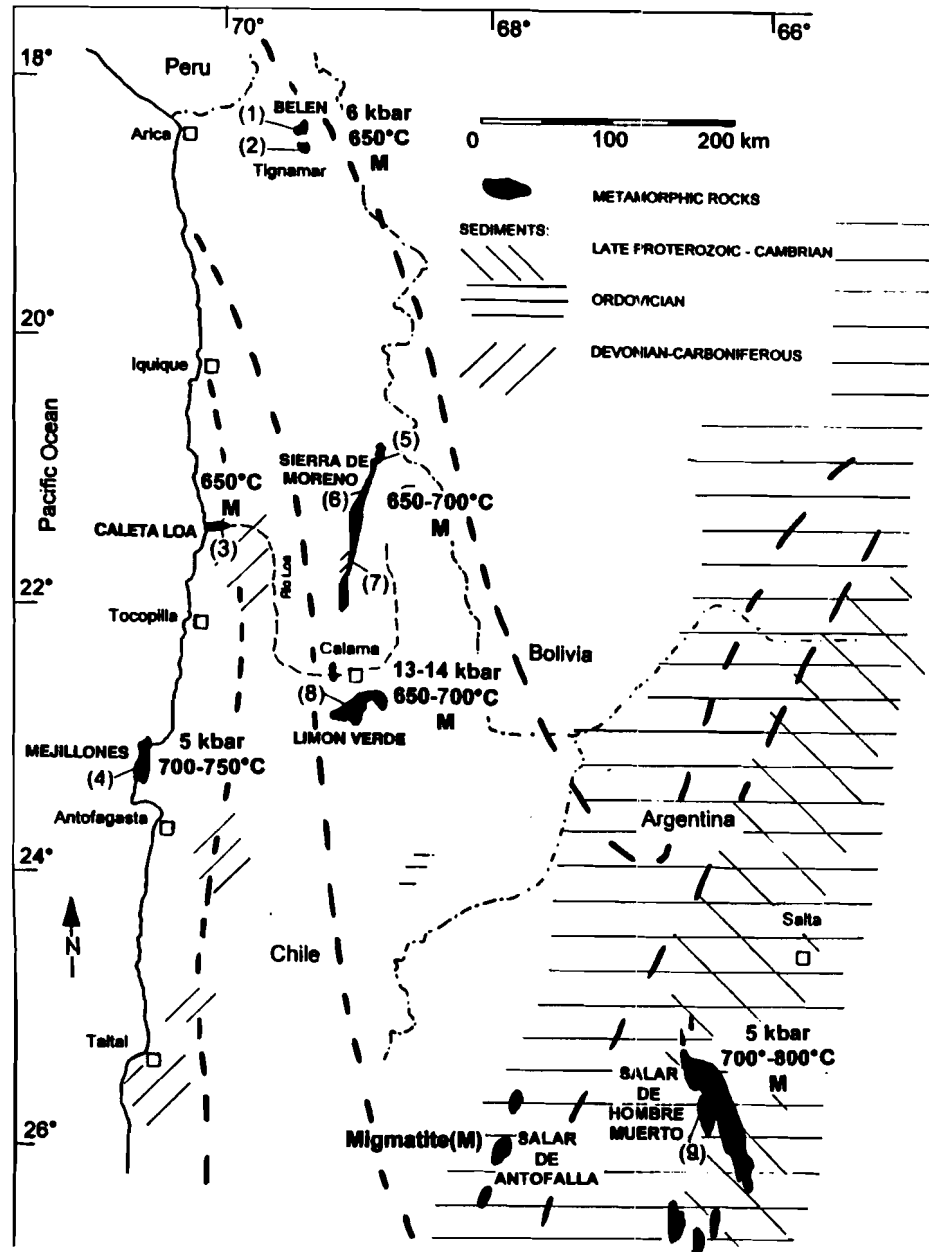 70°
68°
66°
18°
Peru
(1)
BELEN
6 kbar
650°C
M
Arica
(2)
Tignamar
0
100
200 km
METAMORPHIC ROCKS
SEDIMENTS:
LATE PROTEROZOIC - CAMBRIAN
ORDOVICIAN
DEVONIAN-CARBONIFEROUS
20°
Iquique
Pacific Ocean
(5)
SIERRA DE
MORENO
(6)
650°C
M
650-700°C
M
CALETA LOA
(3)
Rio Loa
(7)
22°
Tocopilla
Calama
Bolivia
13-14 kbar
650-700°C
M
(8)
LIMON VERDE
MEJILLONES
(4)
5 kbar
700-750°C
Antofagasta
Argentina
24°
N
Salta
Chile
Taltal
5 kbar
700°-800°C
M
SALAR
DE
HOMBRE
MUERTO
(9)
26°
Migmatite(M)
SALAR
DE
ANTOFALLA